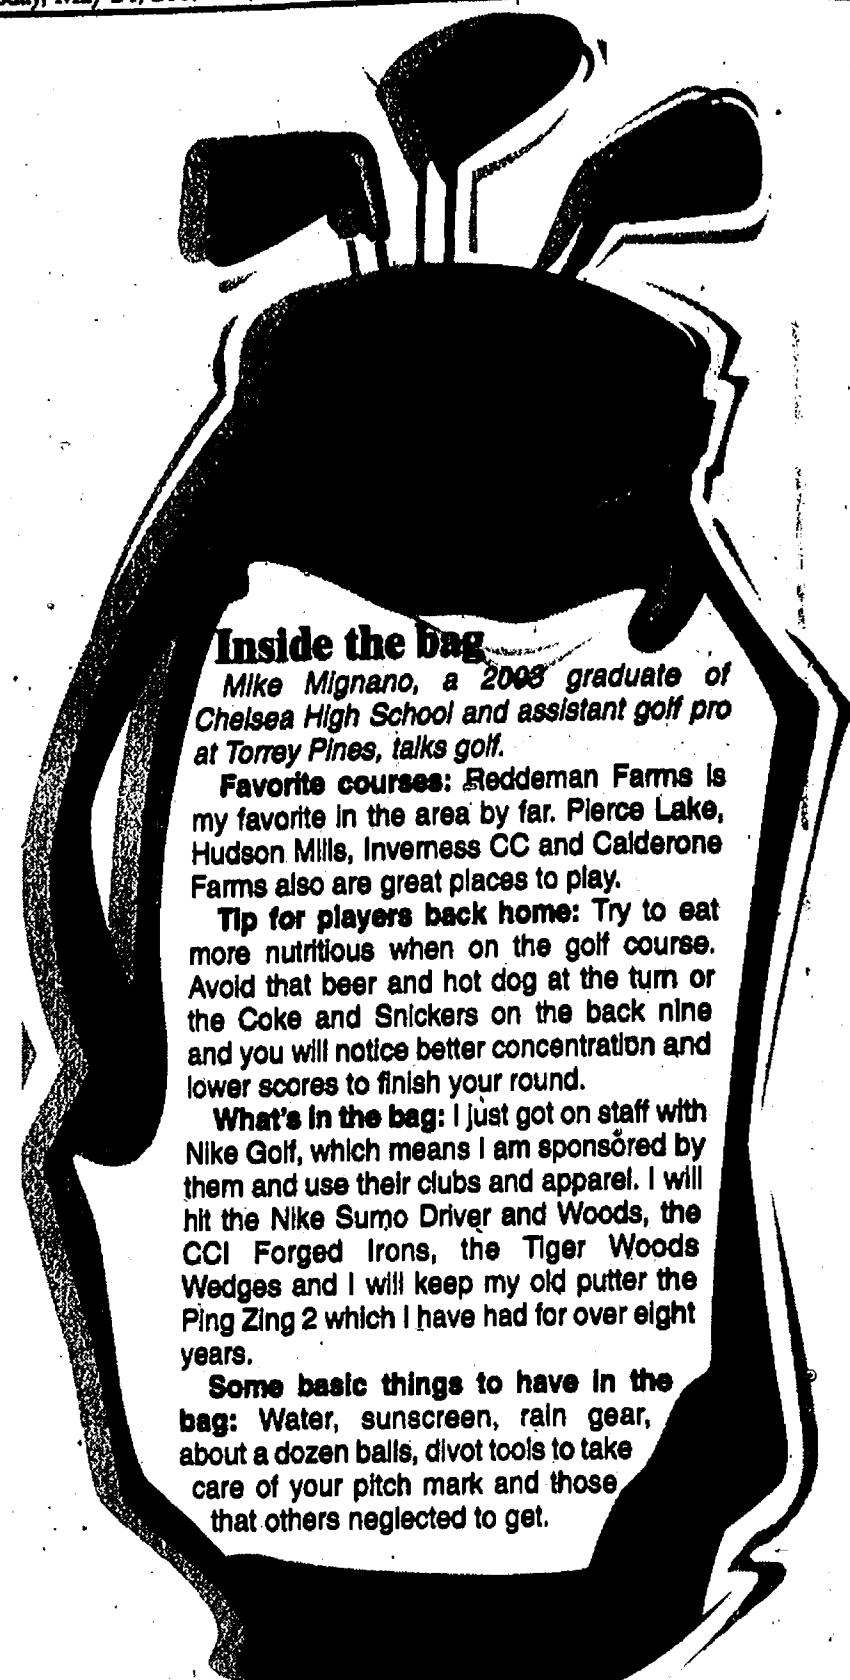 Inside the bag
Mike Mignano, a 2003 graduate of
Chelsea High School and assistant golf pro
at Torrey Pines, talks golf.
Favorite courses: Reddeman Farms is
my favorite in the area by far. Pierce Lake,
Hudson Mills, Inverness CC and Calderone
Farms also are great places to play.
Tip for players back home: Try to eat
more nutritious when on the golf course.
Avoid that beer and hot dog at the turn or
the Coke and Snickers on the back nine
and you will notice better concentration and
lower scores to finish your round.
What's in the bag: I just got on staff with
Nike Golf, which means I am sponsored by
them and use their clubs and apparel. I will
hit the Nike Sumo Driver and Woods, the
CCI Forged Irons, the Tiger Woods
Wedges and I will keep my old putter the
Ping Zing 2 which I have had for over eight
years.
Some basic things to have in the
bag: Water, sunscreen, rain gear,
about a dozen balls, divot tools to take
care of your pitch mark and those
that others neglected to get.